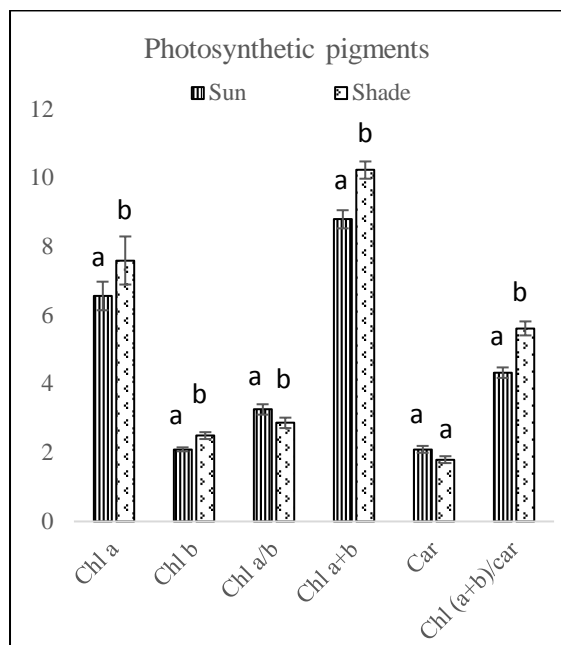 Photosynthetic pigments
Sun Shade
12
10
8
6
4
2
0
a b
a b
a b
a b
a a
a b
Chl a
Chl b
Chl a/b
Chl a+b
Car
Chl (a+b)/car